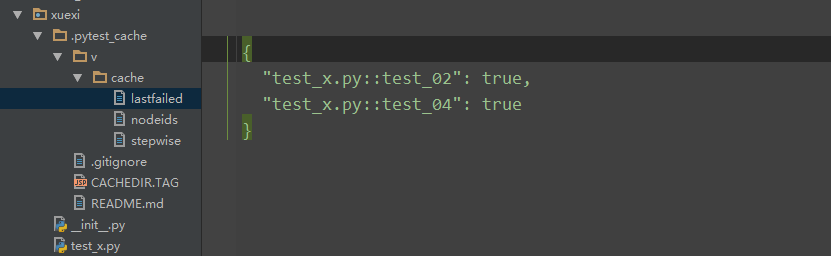 xuexi
.pytest_cache
v
cache
lastfailed
nodeids
stepwise
.gitignore
CACHEDIR.TAG
README.md
__init__.py
test_x.py
{
"test_x.py::test_02": true,
"test_x.py::test_04": true
}